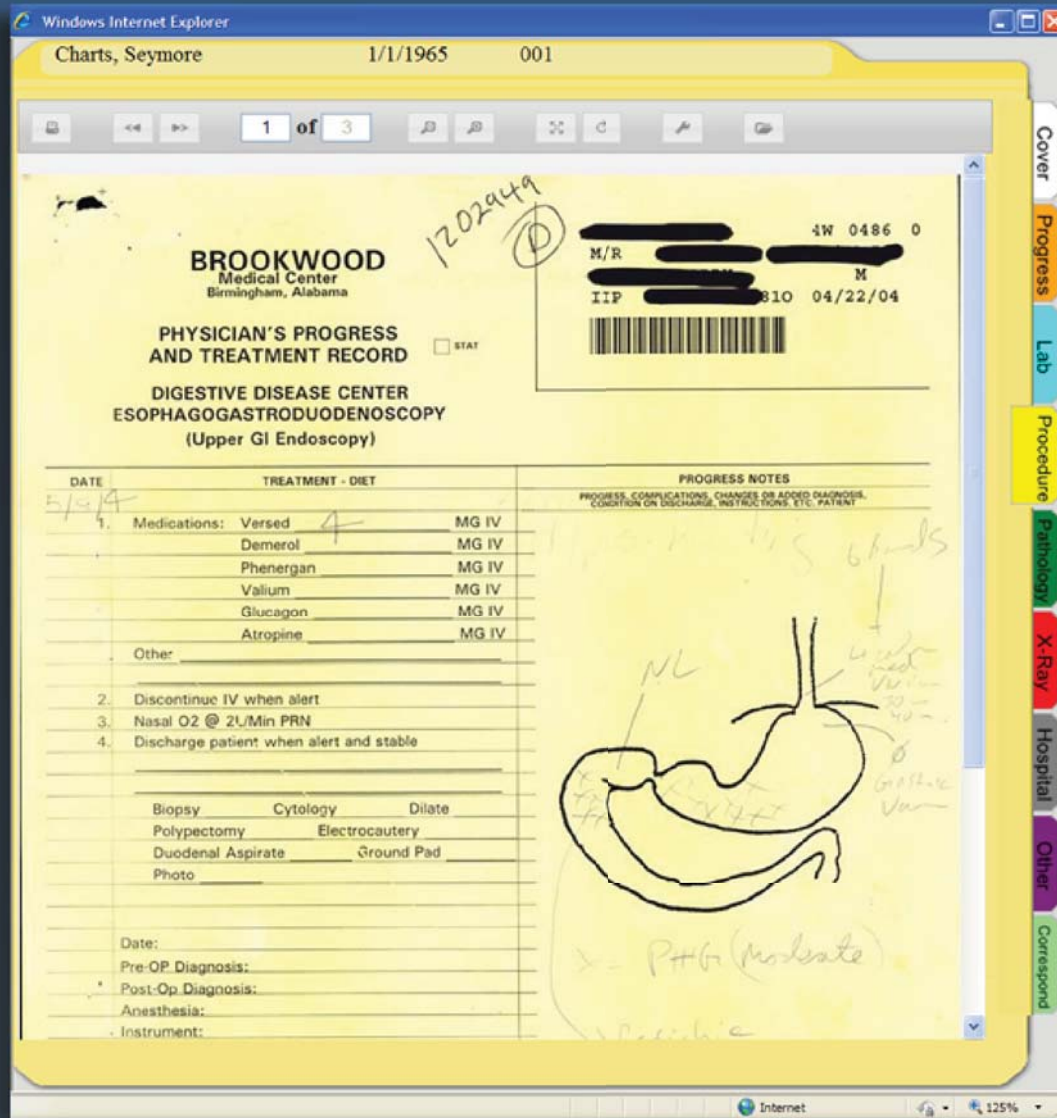 Windows Internet Explorer
Charts, Seymore 1/1/1965 001
1 of 3
1202949
D
4W 0486 0
M/R
M
IIP 810 04/22/04
BROOKWOOD
Medical Center
Birmingham, Alabama
PHYSICIAN'S PROGRESS
AND TREATMENT RECORD
STAT
DIGESTIVE DISEASE CENTER
ESOPHAGOGASTRODUODENOSCOPY
(Upper GI Endoscopy)
DATE TREATMENT - DIET PROGRESS NOTES
PROGRESS, COMPLICATIONS, CHANGES OR ADDED DIAGNOSIS,
CONDITION ON DISCHARGE, INSTRUCTIONS, ETC. PATIENT
1. Medications: Versed 4 MG IV
Demerol MG IV
Phenergan MG IV
Valium MG IV
Glucagon MG IV
Atropine MG IV
Other
2. Discontinue IV when alert
3. Nasal O2 @ 2L/Min PRN
4. Discharge patient when alert and stable
Biopsy Cytology Dilate
Polypectomy Electrocautery
Duodenal Aspirate Ground Pad
Photo
Date:
Pre-OP Diagnosis:
Post-Op Diagnosis:
Anesthesia:
Instrument:
6 bands
NL
X - PHG (Moderate)
Cover
Progress
Lab
Procedure
Pathology
X-Ray
Hospital
Other
Correspond
Internet
125%